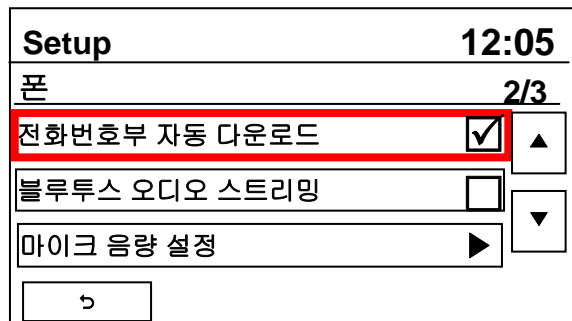 Setup 12:05
폰 2/3
전화번호부 자동 다운로드
블루투스 오디오 스트리밍
마이크 음량 설정